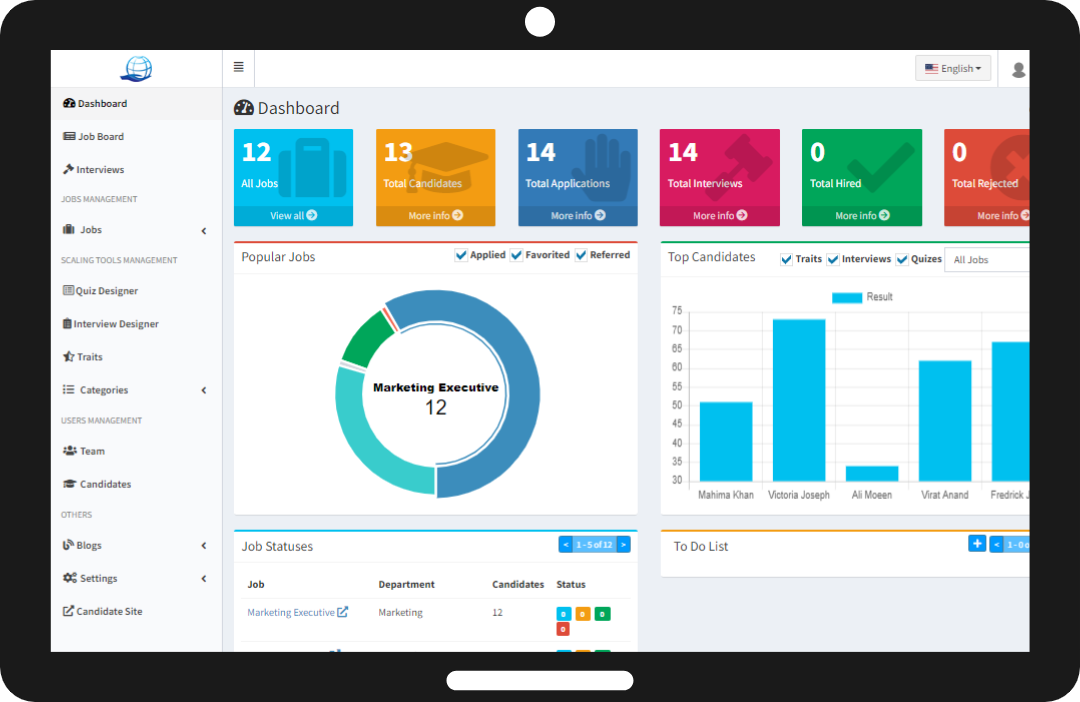 English
Dashboard
Job Board
Interviews
JOBS MANAGEMENT
Jobs
SCALING TOOLS MANAGEMENT
Quiz Designer
Interview Designer
Traits
Categories
USERS MANAGEMENT
Team
Candidates
OTHERS
Blogs
Settings
Candidate Site
Dashboard
12
All Jobs
View all
13
Total Candidates
More info
14
Total Applications
More info
14
Total Interviews
More info
0
Total Hired
More info
0
Total Rejected
More info
Popular Jobs Applied Favorited Referred
Marketing Executive
12
Top Candidates Traits Interviews Quizes All Jobs
Result
75
70
65
60
55
50
45
40
35
30
Mahima Khan Victoria Joseph Ali Moeen Virat Anand Fredrick J
Job Statuses < 1 - 5 of 12 >
Job Department Candidates Status
Marketing Executive Marketing 12 0 0 0
0
To Do List + < 1 - 0 o